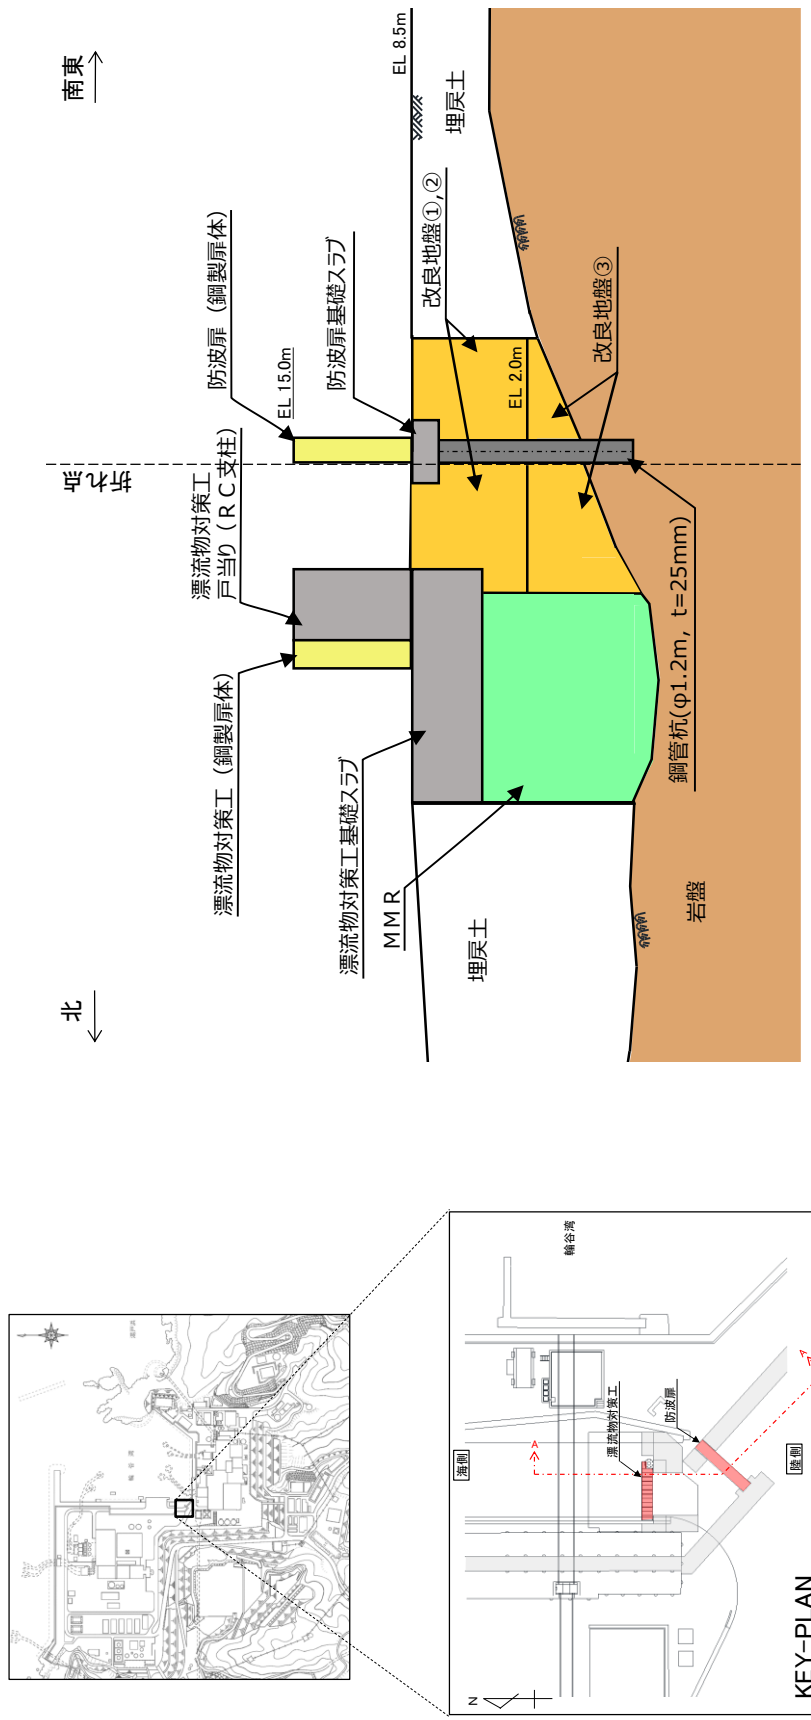 北
南東
折れ点
防波扉（鋼製扉体）
漂流物対策工
戸当り（ＲＣ支柱）
漂流物対策工（鋼製扉体）
EL 15.0m
防波扉基礎スラブ
漂流物対策工基礎スラブ
MMR
EL 8.5m
改良地盤①,②
埋戻土
埋戻土
EL 2.0m
改良地盤③
鋼管杭(φ1.2m, t=25mm)
岩盤
輪谷湾
輪谷湾
海側
A
漂流物対策工
防波扉
A
陸側
N
KEY-PLAN